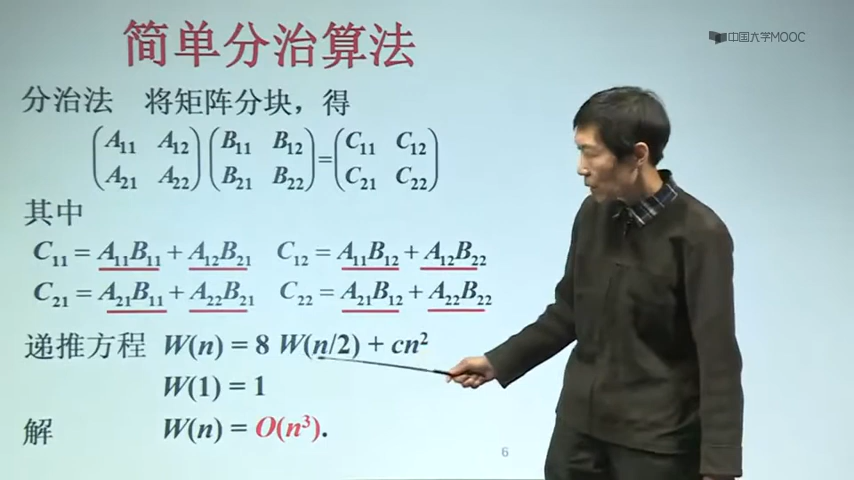 中国大学MOOC
简单分治算法
分治法 将矩阵分块，得
(A₁₁ A₁₂) (B₁₁ B₁₂) = (C₁₁ C₁₂)
(A₂₁ A₂₂) (B₂₁ B₂₂) (C₂₁ C₂₂)
其中
C₁₁ = A₁₁B₁₁ + A₁₂B₂₁ C₁₂ = A₁₁B₁₂ + A₁₂B₂₂
C₂₁ = A₂₁B₁₁ + A₂₂B₂₁ C₂₂ = A₂₁B₁₂ + A₂₂B₂₂
递推方程 W(n) = 8 W(n/2) + cn²
W(1) = 1
解 W(n) = O(n³).
6